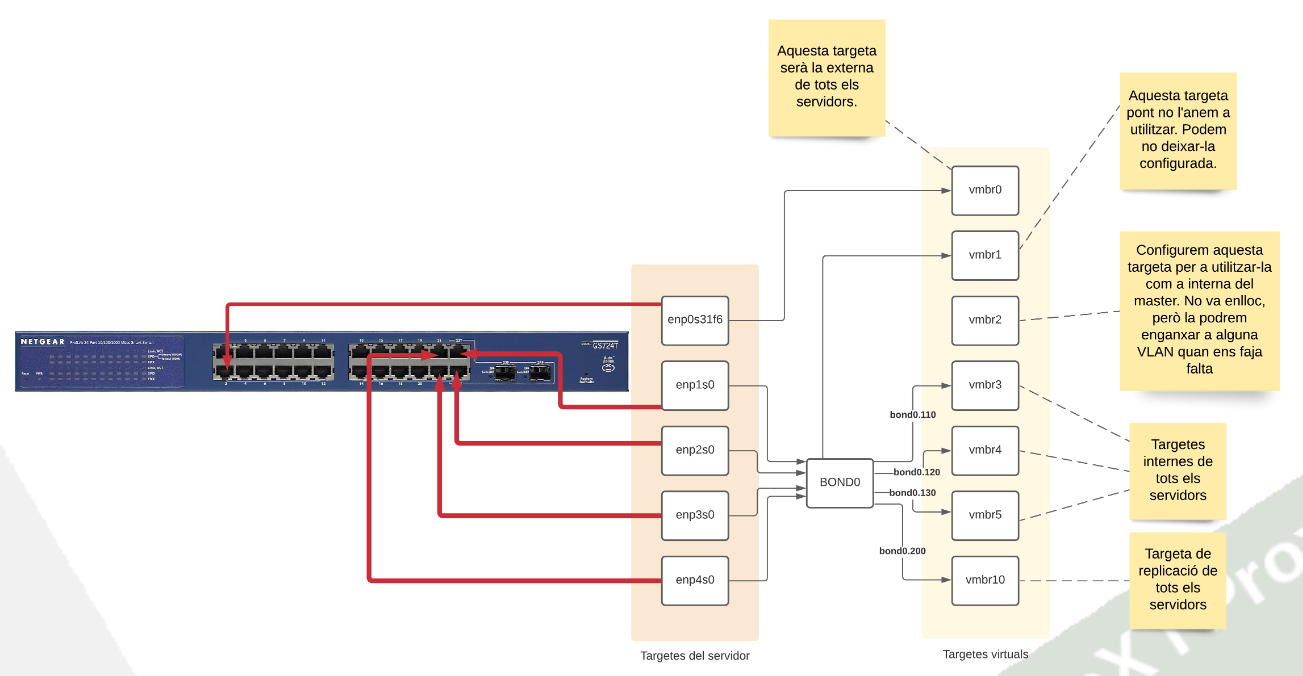 Aquesta targeta
serà la externa
de tots els
servidors.
Aquesta targeta
pont no l'anem a
utilitzar. Podem
no deixar-la
configurada.
vmbr0
vmbr1
Configurem aquesta
targeta per a utilitzar-la
com a interna del
master. No va enlloc,
però la podrem
enganxar a alguna
VLAN quan ens faja
falta
vmbr2
enp0s31f6
NETGEAR
GS724T
enp1s0
vmbr3
bond0.110
enp2s0
vmbr4
Targetes
internes de
tots els
servidors
bond0.120
BOND0
bond0.130
enp3s0
vmbr5
bond0.200
enp4s0
vmbr10
Targeta de
replicació de
tots els
servidors
Targetes del servidor
Targetes virtuals